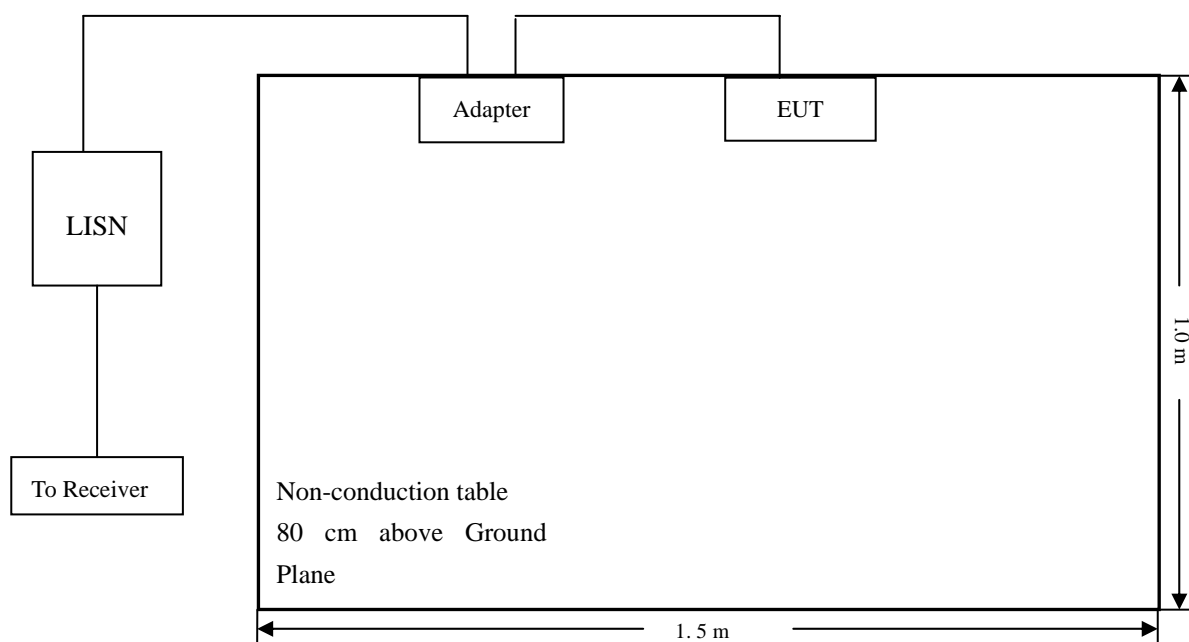 Adapter
EUT
LISN
1.0 m
To Receiver
Non-conduction table
80 cm above Ground
Plane
1. 5 m